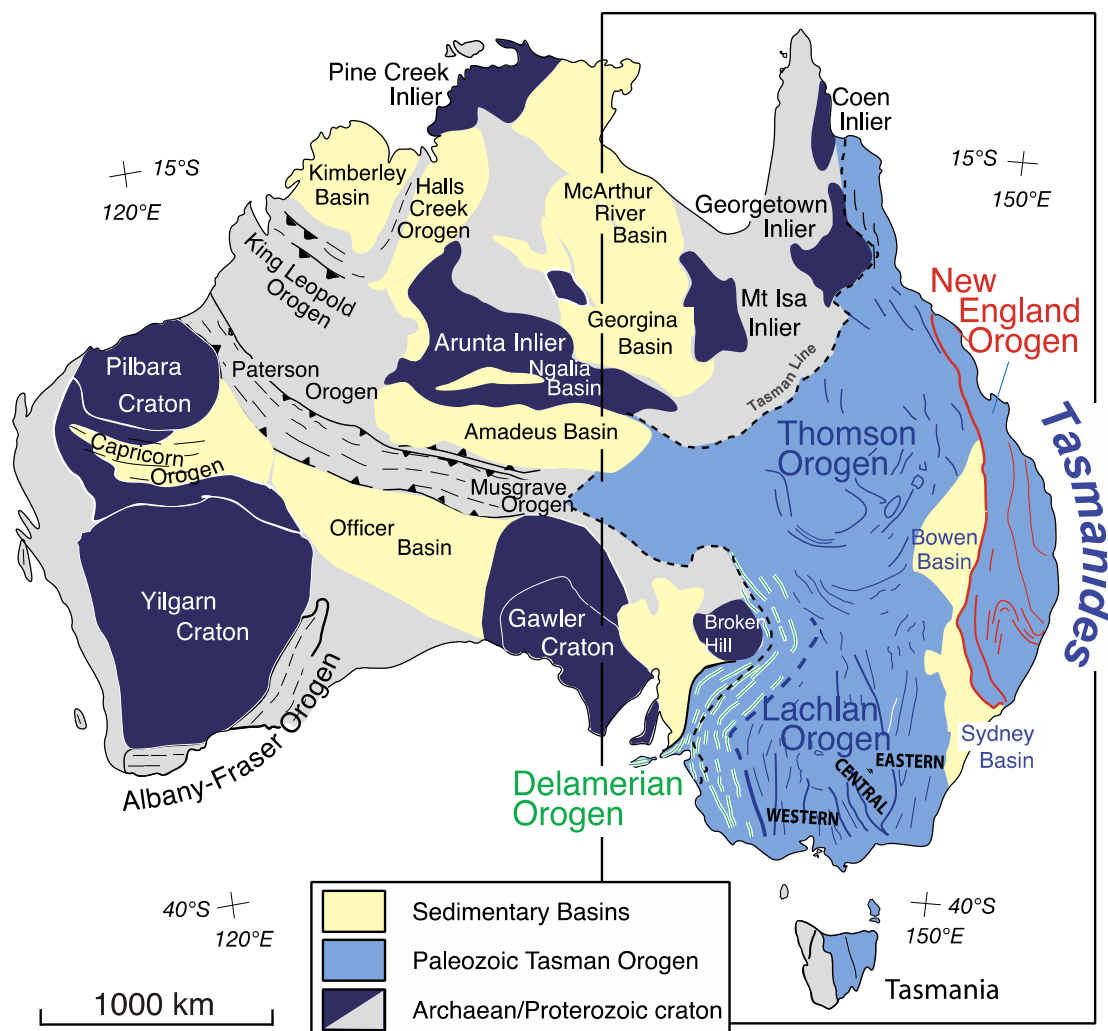 Pine Creek
Inlier
Coen
Inlier
15°S
120°E
15°S
150°E
Kimberley
Basin
Halls
Creek
Orogen
McArthur
River
Basin
Georgetown
Inlier
King Leopold
Orogen
New
England
Orogen
Mt Isa
Inlier
Georgina
Basin
Arunta Inlier
Ngalia
Basin
Pilbara
Craton
Paterson
Orogen
Tasman Line
Tasmanides
Amadeus Basin
Thomson
Orogen
Capricorn
Orogen
Musgrave
Orogen
Officer
Basin
Bowen
Basin
Yilgarn
Craton
Gawler
Craton
Broken
Hill
Lachlan
Orogen
Sydney
Basin
EASTERN
CENTRAL
WESTERN
Albany-Fraser Orogen
Delamerian
Orogen
40°S
120°E
40°S
150°E
Sedimentary Basins
Paleozoic Tasman Orogen
Archaean/Proterozoic craton
1000 km
Tasmania